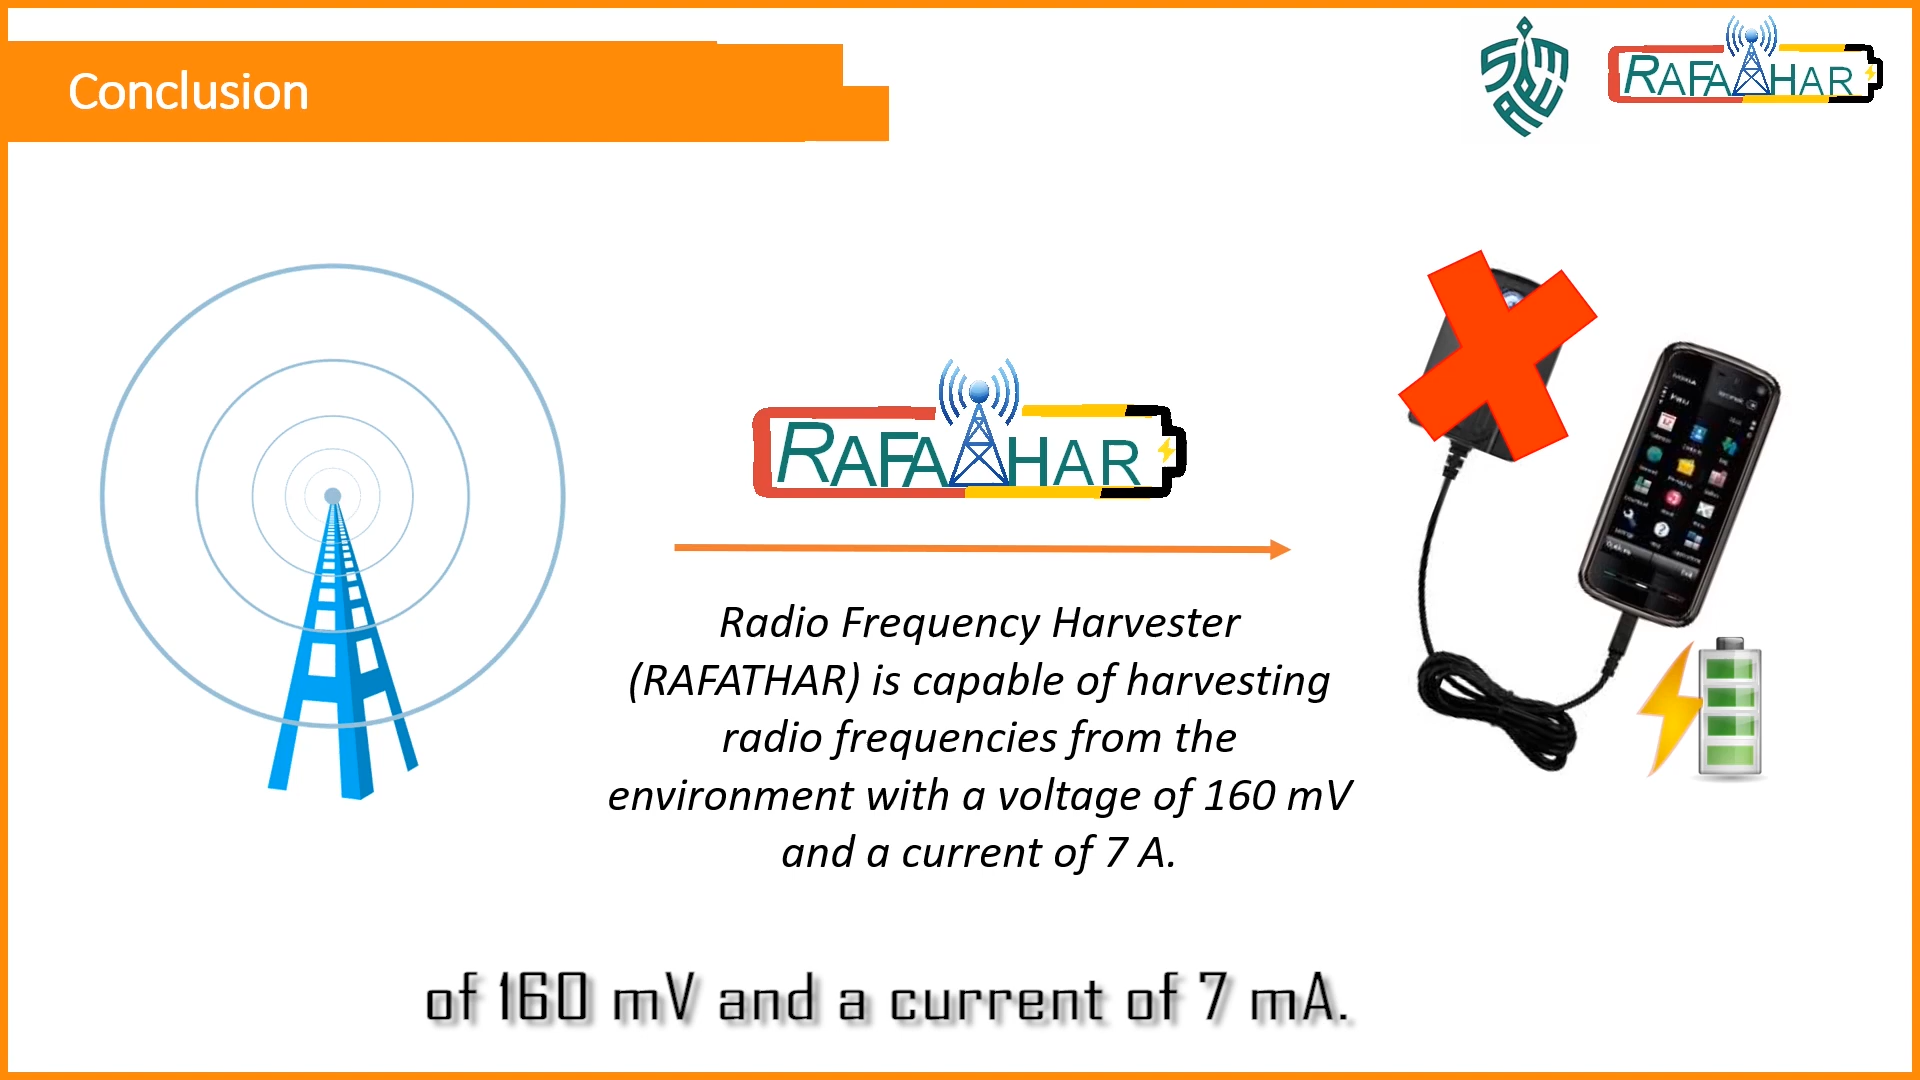 Conclusion
RAFATHAR
RAFATHAR
Radio Frequency Harvester
(RAFATHAR) is capable of harvesting
radio frequencies from the
environment with a voltage of 160 mV
and a current of 7 A.
of 160 mV and a current of 7 mA.